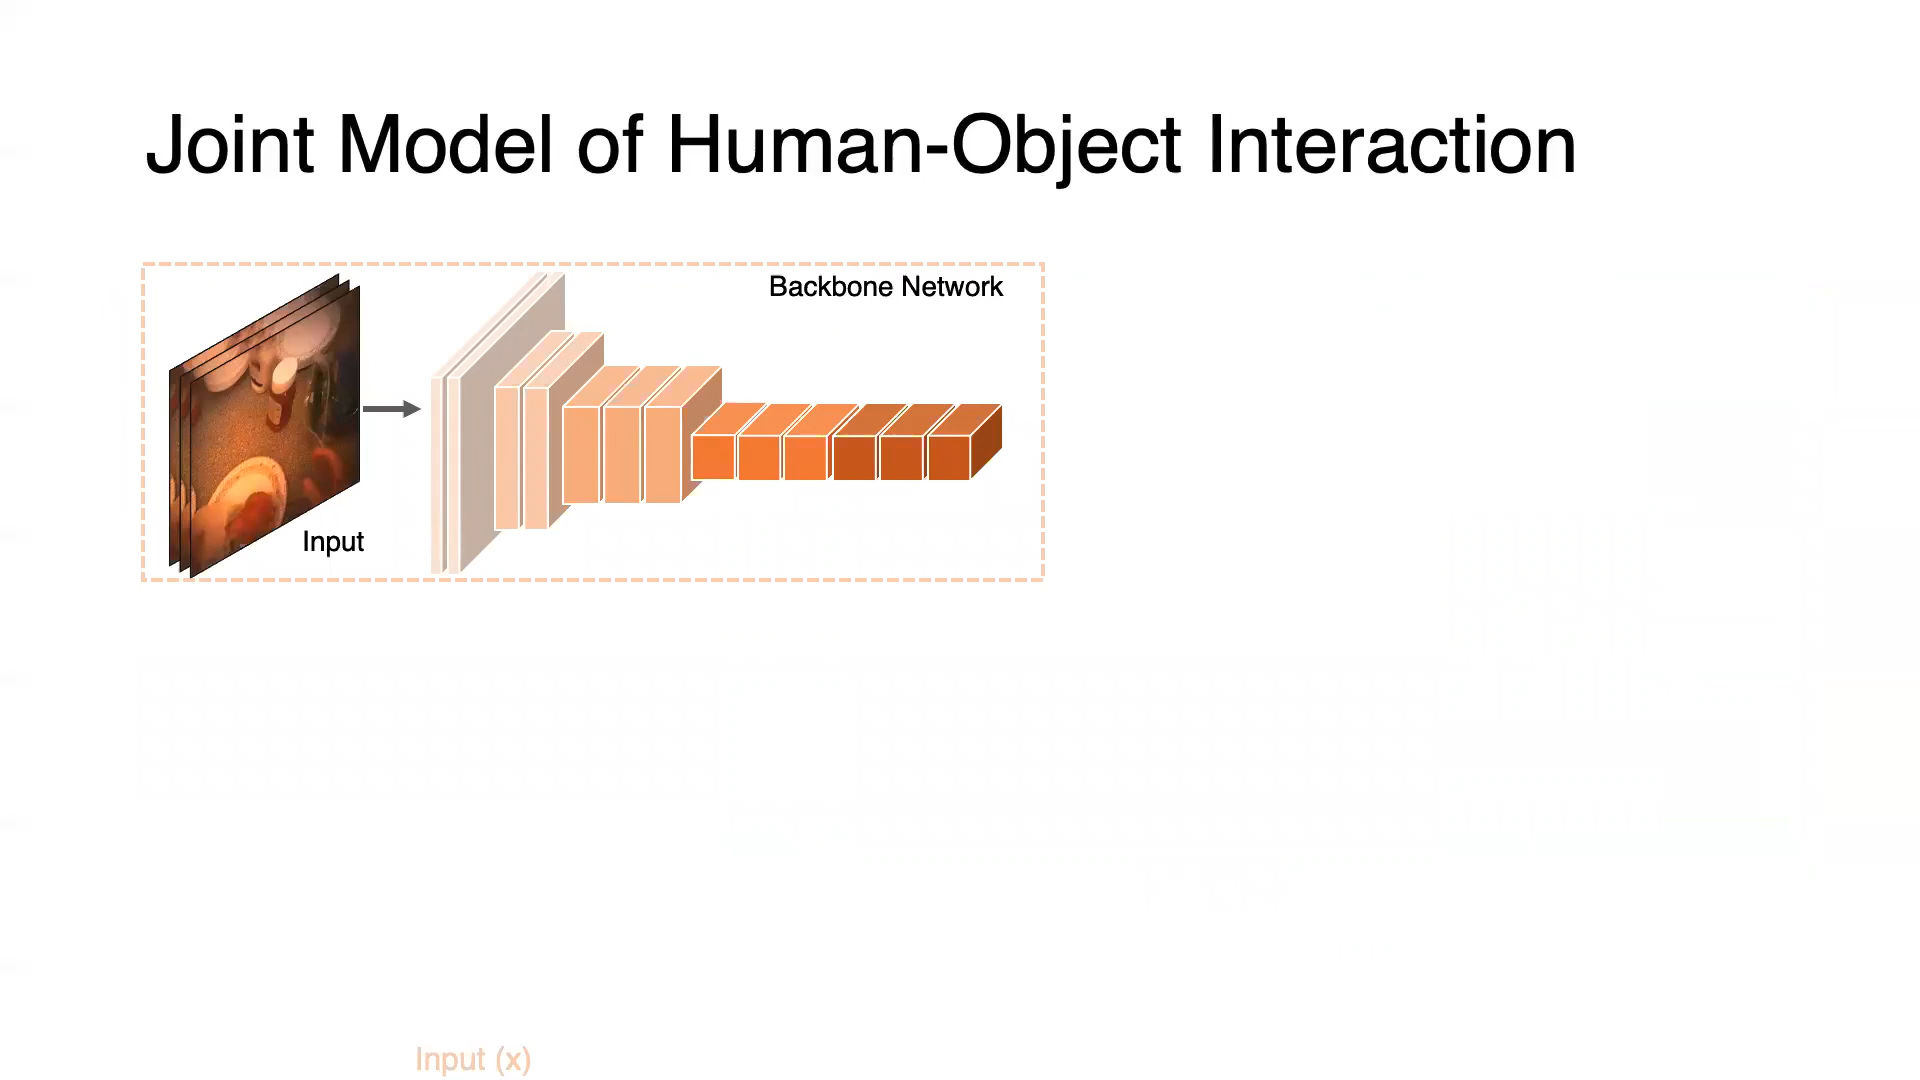 Joint Model of Human-Object Interaction
Backbone Network
Input
Input (x)